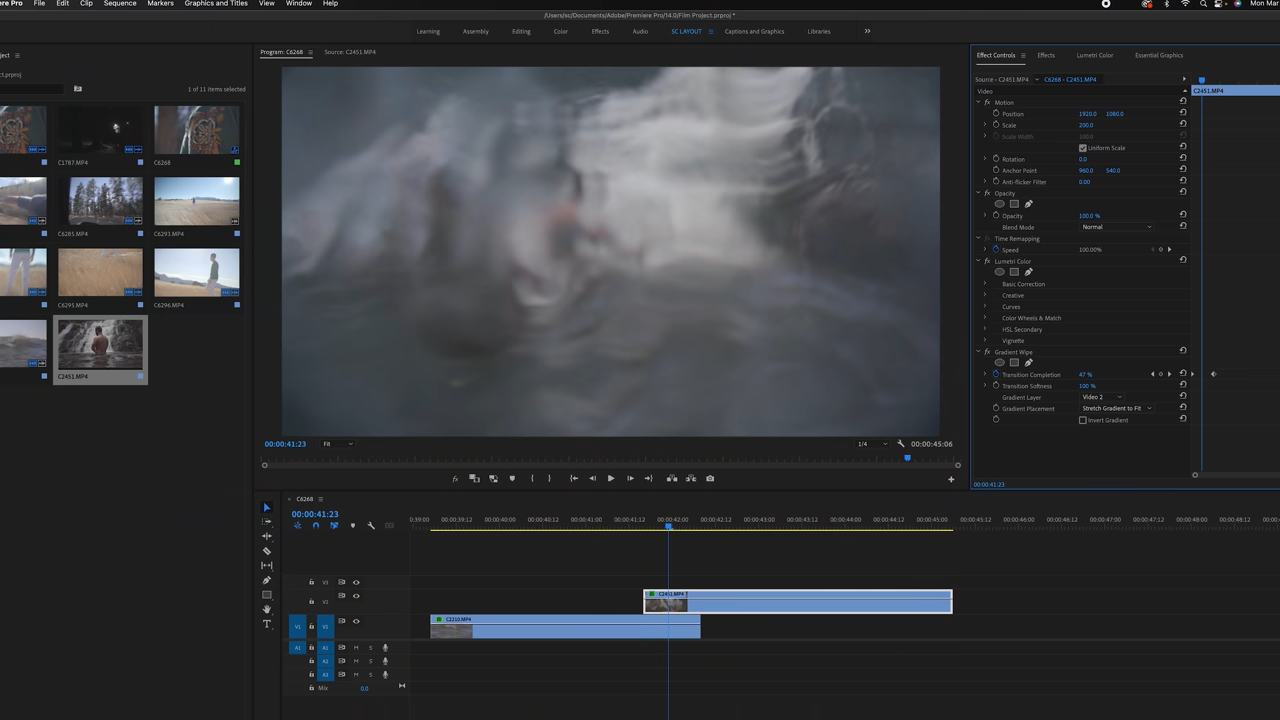 ere Pro File Edit Clip Sequence Markers Graphics and Titles View Window Help Mon Mar
/Users/sc/Documents/Adobe/Premiere Pro/14.0/Film Project.prproj *
Learning Assembly Editing Color Effects Audio SC LAYOUT Captions and Graphics Libraries
ject
ct.prproj
1 of 11 items selected
C1787.MP4 C6268
C6285.MP4 C6293.MP4
C6295.MP4 C6296.MP4
C2451.MP4
Program: C6268 Source: C2451.MP4
00:00:41:23 Fit 1/4 00:00:45:06
Effect Controls Effects Lumetri Color Essential Graphics
Source • C2451.MP4 C6268 • C2451.MP4
Video C2451.MP4
fx Motion
Position 1920.0 1080.0
Scale 200.0
Scale Width 100.0
Uniform Scale
Rotation 0.0
Anchor Point 960.0 540.0
Anti-flicker Filter 0.00
fx Opacity
Opacity 100.0 %
Blend Mode Normal
Time Remapping
Speed 100.00%
fx Lumetri Color
Basic Correction
Creative
Curves
Color Wheels & Match
HSL Secondary
Vignette
fx Gradient Wipe
Transition Completion 47 %
Transition Softness 100 %
Gradient Layer Video 2
Gradient Placement Stretch Gradient to Fit
Invert Gradient
00:00:41:23
C6268
00:00:41:23
0:39:00 00:00:39:12 00:00:40:00 00:00:40:12 00:00:41:00 00:00:41:12 00:00:42:00 00:00:42:12 00:00:43:00 00:00:43:12 00:00:44:00 00:00:44:12 00:00:45:00 00:00:45:12 00:00:46:00 00:00:46:12 00:00:47:00 00:00:47:12 00:00:48:00 00:00:48:12
V3
V2 C2451.MP4
V1 V1 C2210.MP4
A1 A1 M S
A2 M S
A3 M S
Mix 0.0